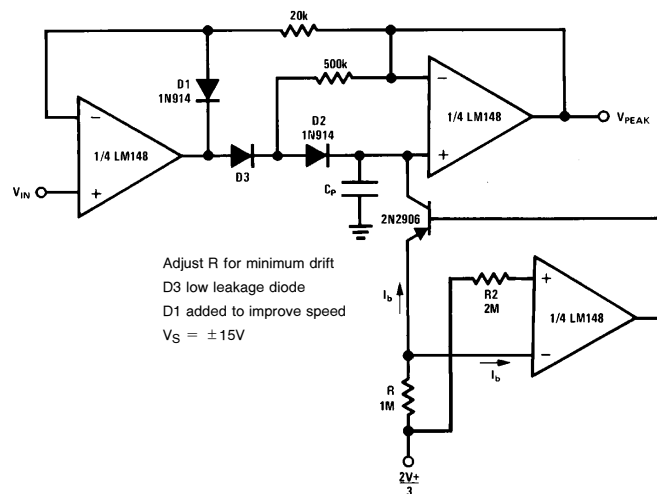 20k
500k
D1
1N914
D2
1N914
−
+
1/4 LM148
VIN
D3
CP
−
+
1/4 LM148
VPEAK
2N2906
Adjust R for minimum drift
D3 low leakage diode
D1 added to improve speed
VS = ±15V
Ib
R2
2M
+
−
1/4 LM148
Ib
R
1M
2V+
3